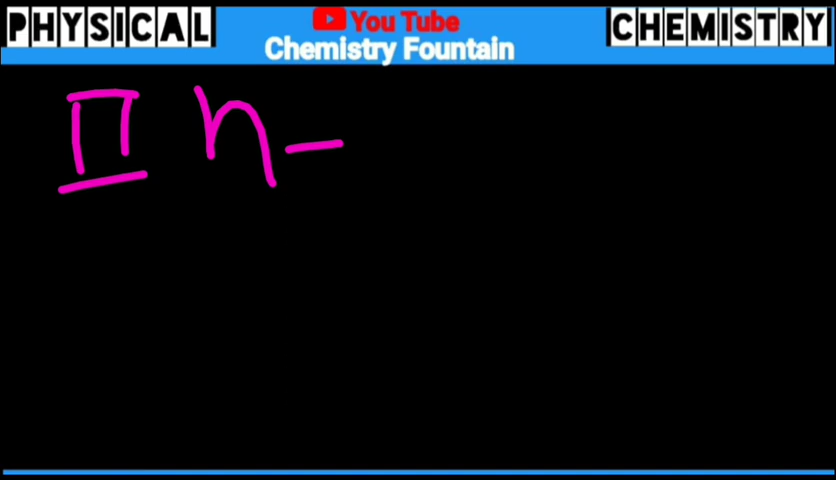 PHYSICAL
You Tube
Chemistry Fountain
CHEMISTRY
II n-